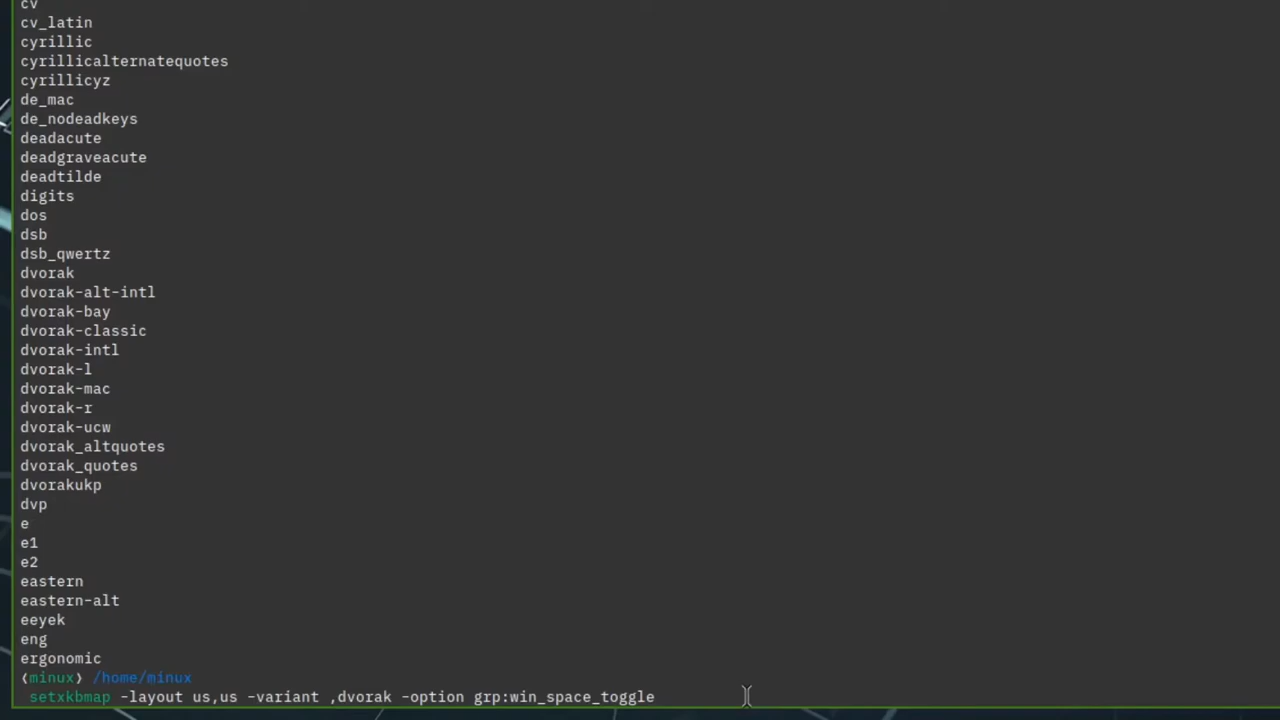 cv
cv_latin
cyrillic
cyrillicalternatequotes
cyrillicyz
de_mac
de_nodeadkeys
deadacute
deadgraveacute
deadtilde
digits
dos
dsb
dsb_qwertz
dvorak
dvorak-alt-intl
dvorak-bay
dvorak-classic
dvorak-intl
dvorak-l
dvorak-mac
dvorak-r
dvorak-ucw
dvorak_altquotes
dvorak_quotes
dvorakukp
dvp
e
e1
e2
eastern
eastern-alt
eeyek
eng
ergonomic
(minux) /home/minux
setxkbmap -layout us,us -variant ,dvorak -option grp:win_space_toggle